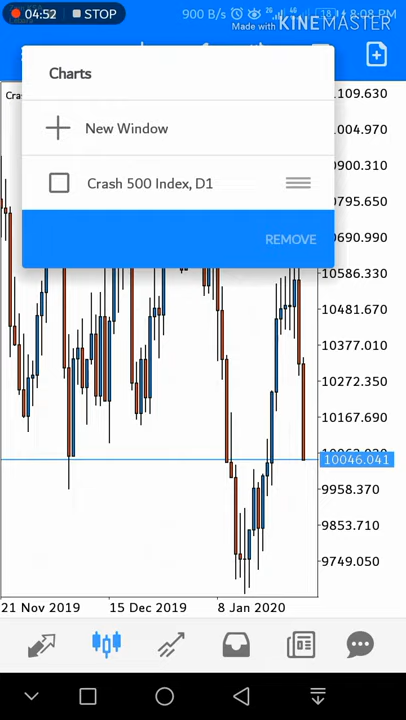 04:52 STOP 900 B/s 8:08 PM
Made with KINEMASTER
Charts
New Window
Crash 500 Index, D1
REMOVE
Cra
1109.630
1004.970
10900.310
10795.650
10690.990
10586.330
10481.670
10377.010
10272.350
10167.690
10046.041
9958.370
9853.710
9749.050
21 Nov 2019 15 Dec 2019 8 Jan 2020